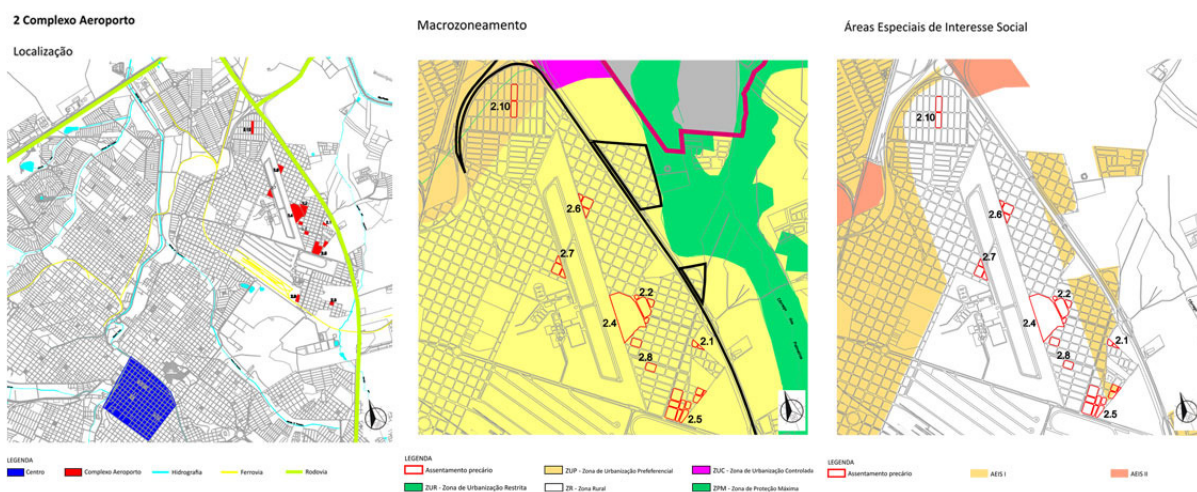 2 Complexo Aeroporto
Localização
LEGENDA
Centro
Complexo Aeroporto
Hidrografia
Ferrovia
Rodovia
Macrozoneamento
2.10
2.6
2.7
2.2
2.4
2.1
2.8
2.5
LEGENDA
Assentamento precário
ZUP - Zona de Urbanização Prefeferencial
ZUC - Zona de Urbanização Controlada
ZUR - Zona de Urbanização Restrita
ZR - Zona Rural
ZPM - Zona de Proteção Máxima
Áreas Especiais de Interesse Social
2.10
2.6
2.7
2.2
2.4
2.1
2.8
2.5
LEGENDA
Assentamento precário
AEIS I
AEIS II